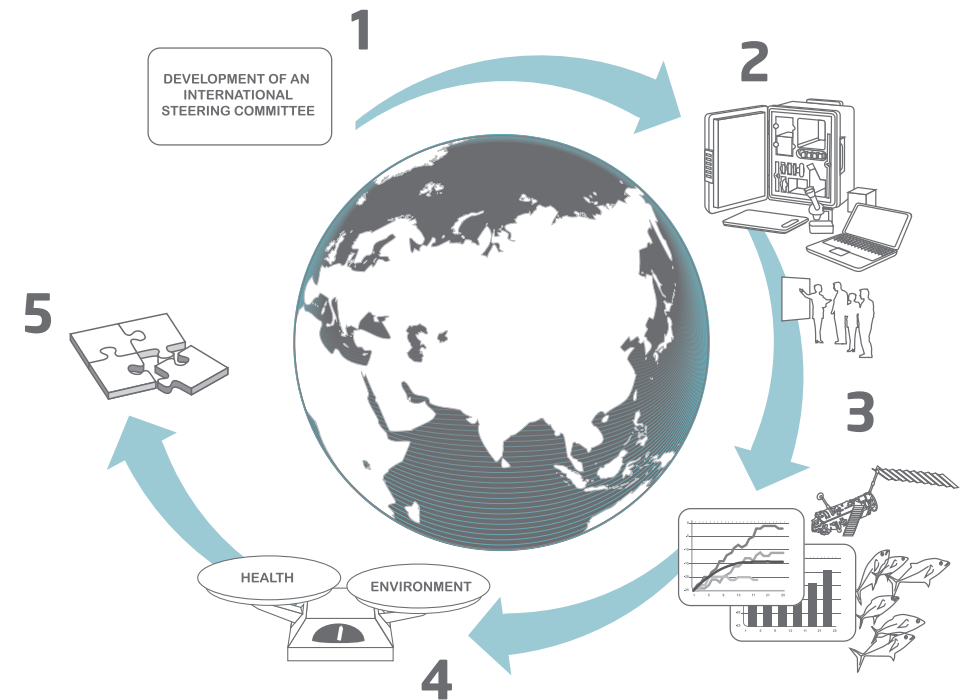 1
DEVELOPMENT OF AN
INTERNATIONAL
STEERING COMMITTEE
2
3
4
HEALTH
ENVIRONMENT
5